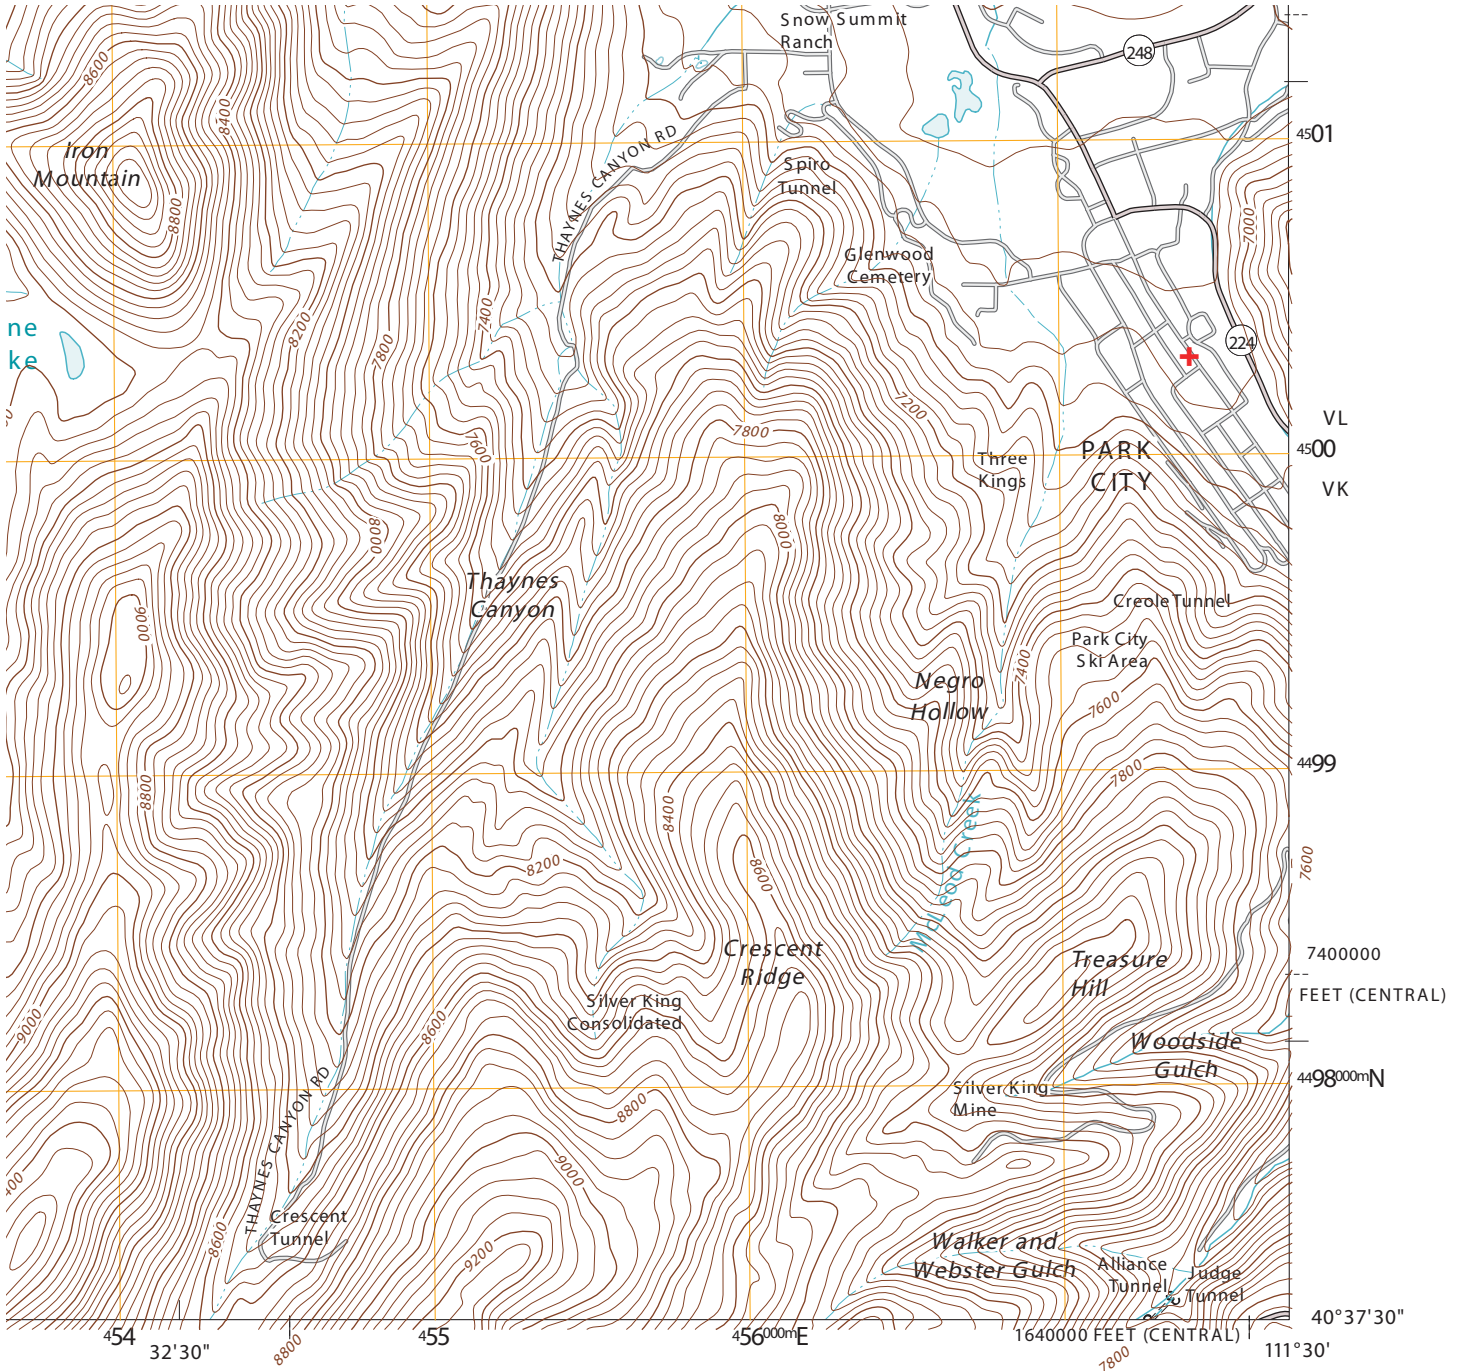 Snow Summit
Ranch
248
8600
8400
THAYNES CANYON RD
4501
Iron
Mountain
Spiro
Tunnel
8800
7000
Glenwood
Cemetery
7400
8200
ne
ke
7800
224
7200
VL
7800
7600
Three
Kings
PARK
CITY
4500
VK
8000
8000
Thaynes
Canyon
9000
Creole Tunnel
Park City
Ski Area
7400
Negro
Hollow
7600
4499
7800
8800
8400
McLeod Creek
8200
8600
7600
Crescent
Ridge
Treasure
Hill
7400000
FEET (CENTRAL)
Silver King
Consolidated
9000
8600
Woodside
Gulch
4498000mN
Silver King
Mine
8800
THAYNES CANYON RD
9000
400
Crescent
Tunnel
8600
9200
Walker and
Webster Gulch
Alliance
Tunnel
Judge
Tunnel
40°37'30"
454
455
456000mE
1640000 FEET (CENTRAL)
32'30"
8800
7800
111°30'